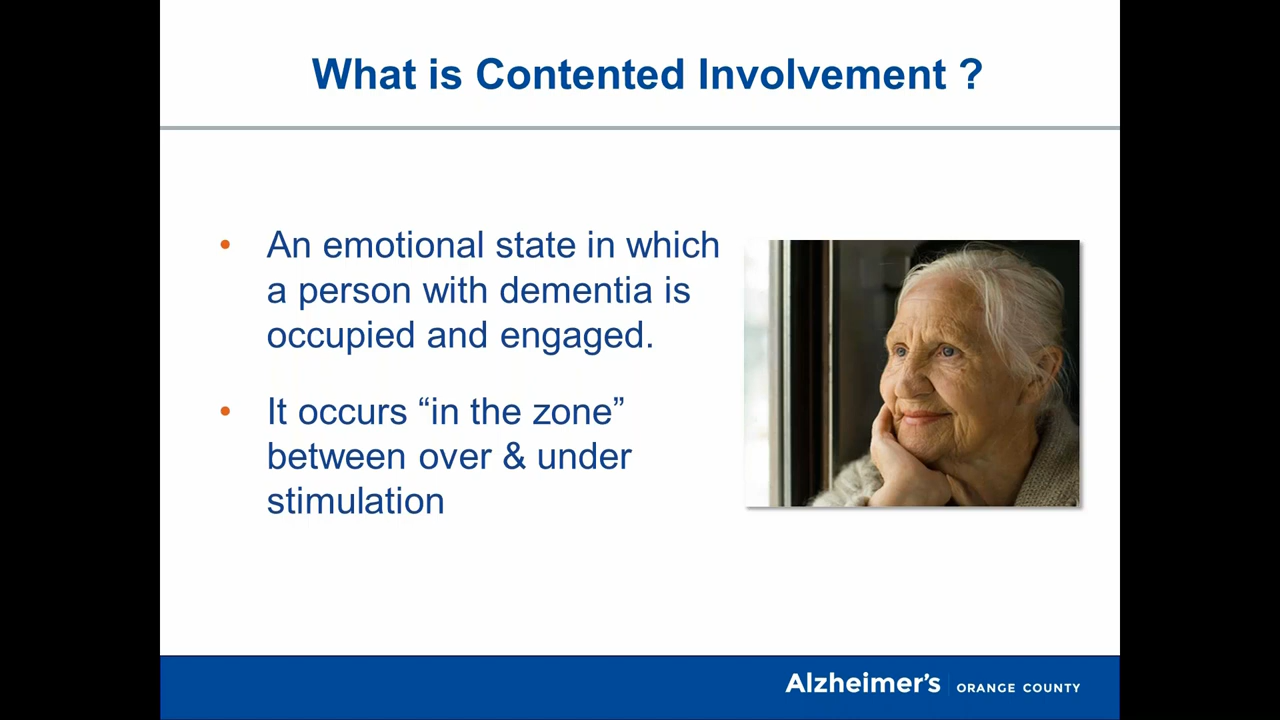 What is Contented Involvement ?
• An emotional state in which
a person with dementia is
occupied and engaged.
• It occurs “in the zone”
between over & under
stimulation
Alzheimer’s | ORANGE COUNTY